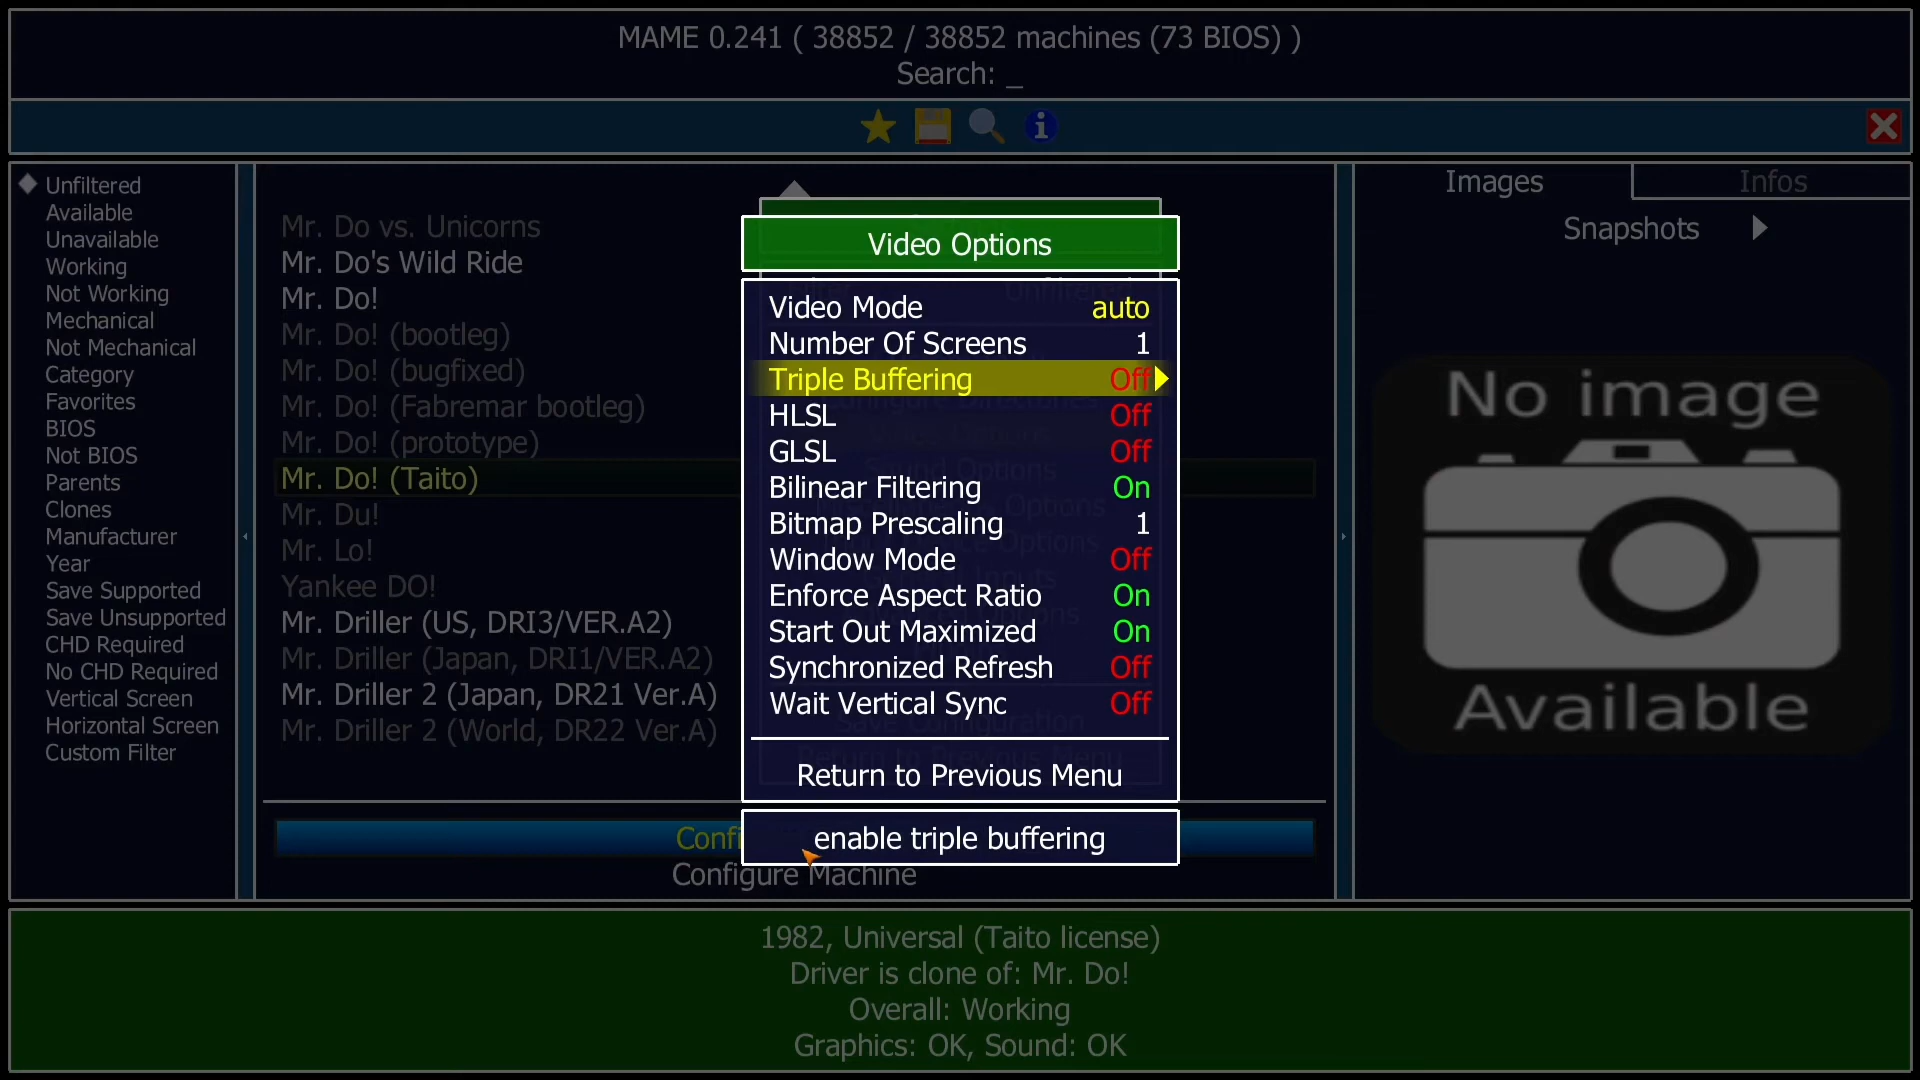 MAME 0.241 ( 38852 / 38852 machines (73 BIOS) )
Search: _
Unfiltered
Available
Unavailable
Working
Not Working
Mechanical
Not Mechanical
Category
Favorites
BIOS
Not BIOS
Parents
Clones
Manufacturer
Year
Save Supported
Save Unsupported
CHD Required
No CHD Required
Vertical Screen
Horizontal Screen
Custom Filter
Mr. Do vs. Unicorns
Mr. Do's Wild Ride
Mr. Do!
Mr. Do! (bootleg)
Mr. Do! (bugfixed)
Mr. Do! (Fabremar bootleg)
Mr. Do! (prototype)
Mr. Do! (Taito)
Mr. Du!
Mr. Lo!
Yankee DO!
Mr. Driller (US, DRI3/VER.A2)
Mr. Driller (Japan, DRI1/VER.A2)
Mr. Driller 2 (Japan, DR21 Ver.A)
Mr. Driller 2 (World, DR22 Ver.A)
Configure Machine
Video Options
Video Mode auto
Number Of Screens 1
Triple Buffering Off
HLSL Off
GLSL Off
Bilinear Filtering On
Bitmap Prescaling 1
Window Mode Off
Enforce Aspect Ratio On
Start Out Maximized On
Synchronized Refresh Off
Wait Vertical Sync Off
Return to Previous Menu
enable triple buffering
Images
Infos
Snapshots
No image
Available
1982, Universal (Taito license)
Driver is clone of: Mr. Do!
Overall: Working
Graphics: OK, Sound: OK